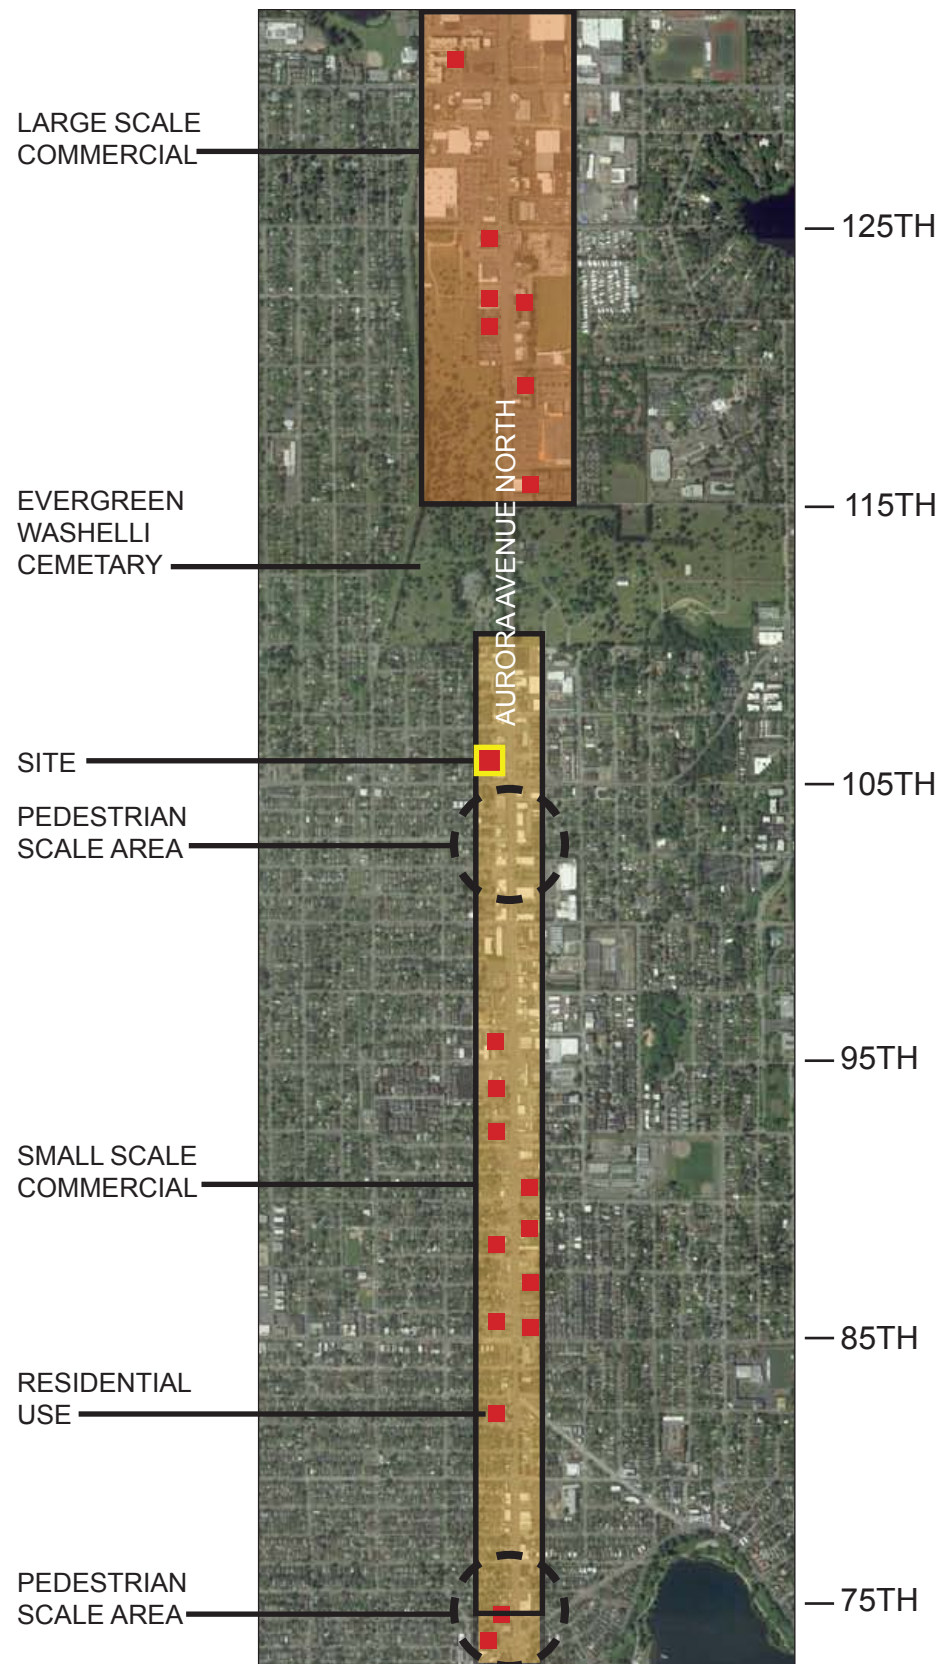 LARGE SCALE
COMMERCIAL
— 125TH
EVERGREEN
WASHELLI
CEMETARY
— 115TH
AURORA AVENUE NORTH
SITE
— 105TH
PEDESTRIAN
SCALE AREA
— 95TH
SMALL SCALE
COMMERCIAL
— 85TH
RESIDENTIAL
USE
PEDESTRIAN
SCALE AREA
— 75TH